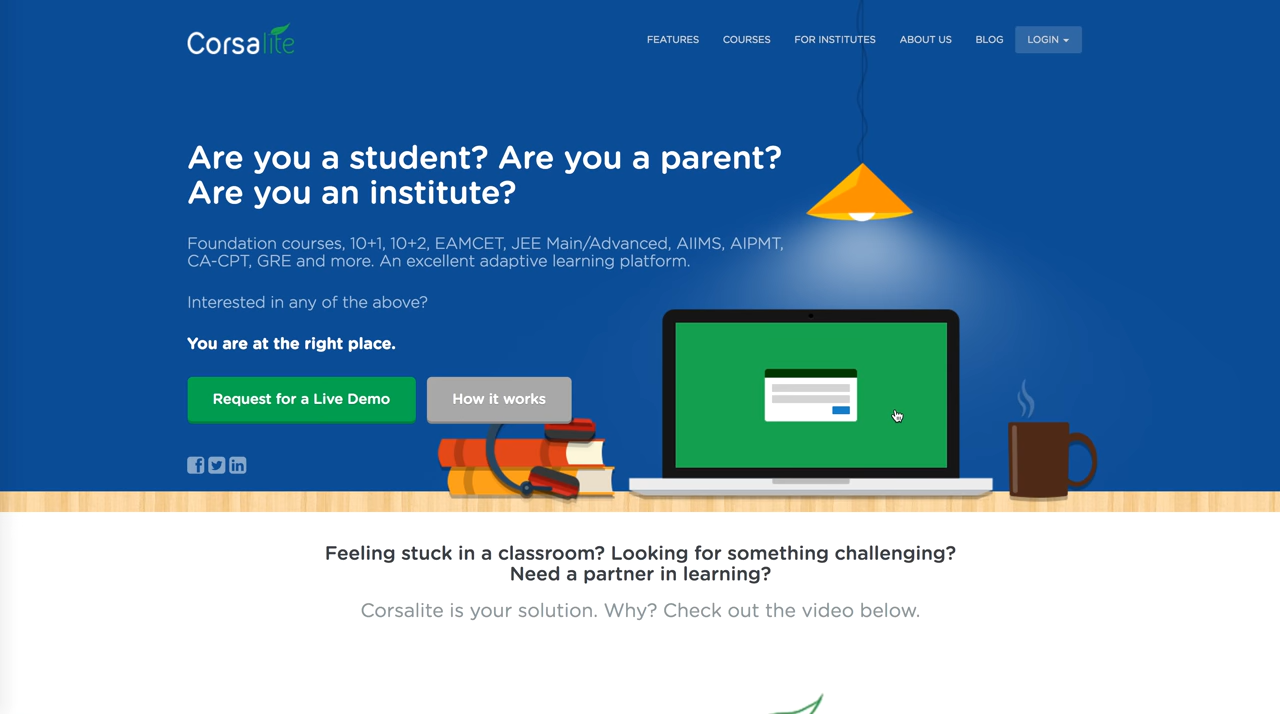 Corsalite
FEATURES
COURSES
FOR INSTITUTES
ABOUT US
BLOG
LOGIN
Are you a student? Are you a parent?
Are you an institute?
Foundation courses, 10+1, 10+2, EAMCET, JEE Main/Advanced, AIIMS, AIPMT,
CA-CPT, GRE and more. An excellent adaptive learning platform.
Interested in any of the above?
You are at the right place.
Request for a Live Demo
How it works
Feeling stuck in a classroom? Looking for something challenging?
Need a partner in learning?
Corsalite is your solution. Why? Check out the video below.